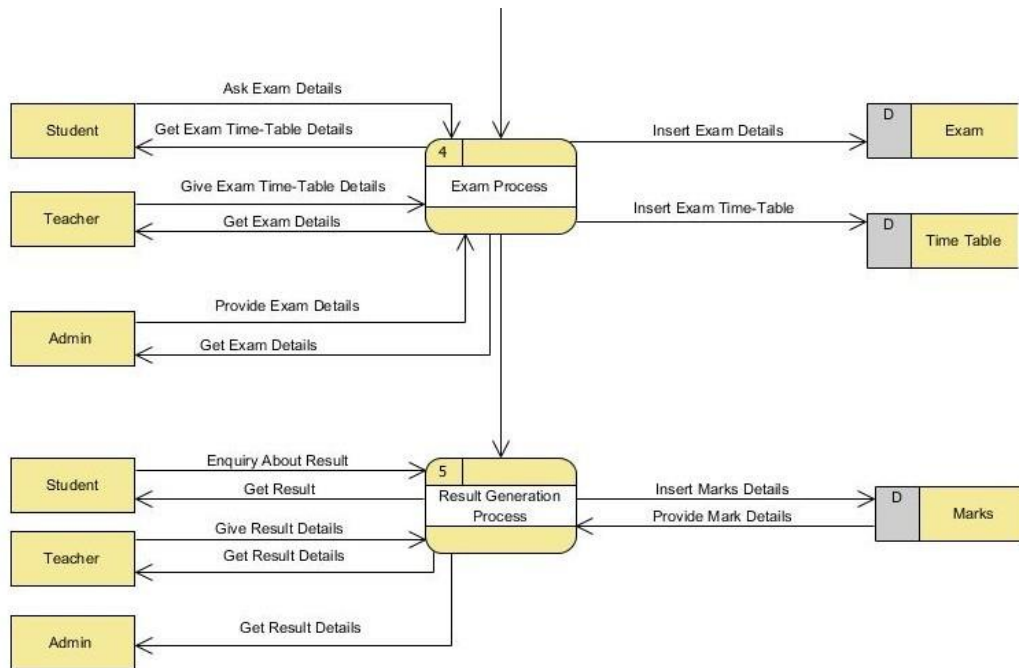 Ask Exam Details
Student
Get Exam Time-Table Details
4
Exam Process
Insert Exam Details
D
Exam
Give Exam Time-Table Details
Teacher
Get Exam Details
Insert Exam Time-Table
D
Time Table
Provide Exam Details
Admin
Get Exam Details
Enquiry About Result
Student
Get Result
5
Result Generation
Process
Insert Marks Details
Provide Mark Details
D
Marks
Give Result Details
Teacher
Get Result Details
Get Result Details
Admin